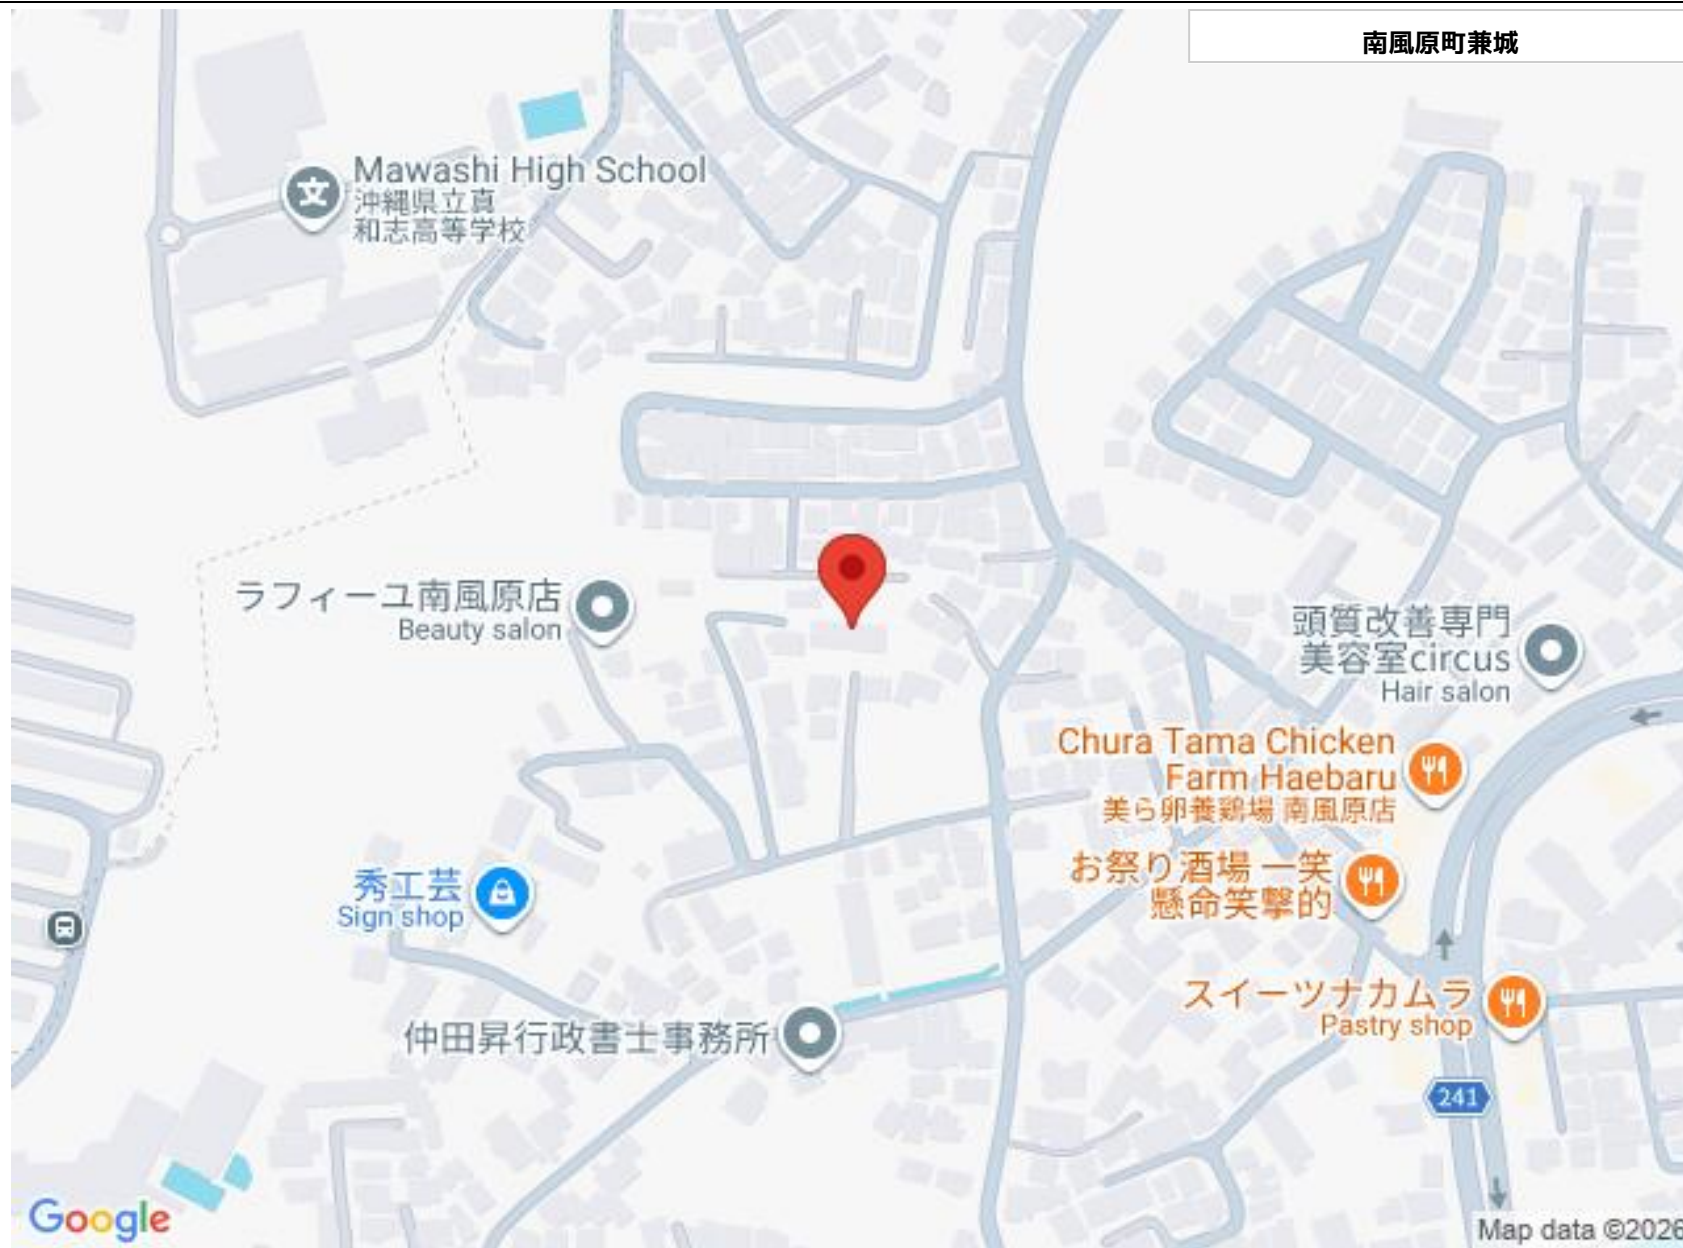 南風原町兼城
Mawashi High School
沖縄県立真
和志高等学校
文
ラフィーユ南風原店
Beauty salon
頭質改善専門
美容室circus
Hair salon
Chura Tama Chicken
Farm Haebaru
美ら卵養鶏場 南風原店
お祭り酒場 一笑
懸命笑撃的
秀工芸
Sign shop
スイーツナカムラ
Pastry shop
仲田昇行政書士事務所
241
Google
Map data ©2026